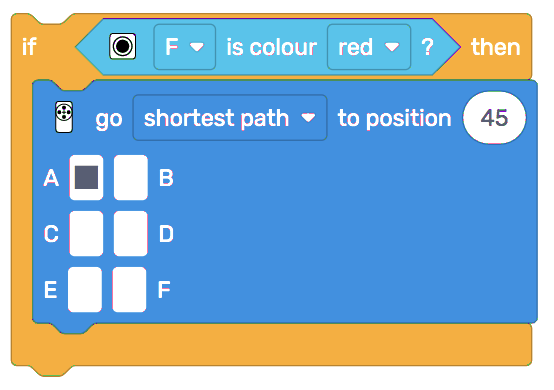 if F is colour red ? then
go shortest path to position 45
A B
C D
E F